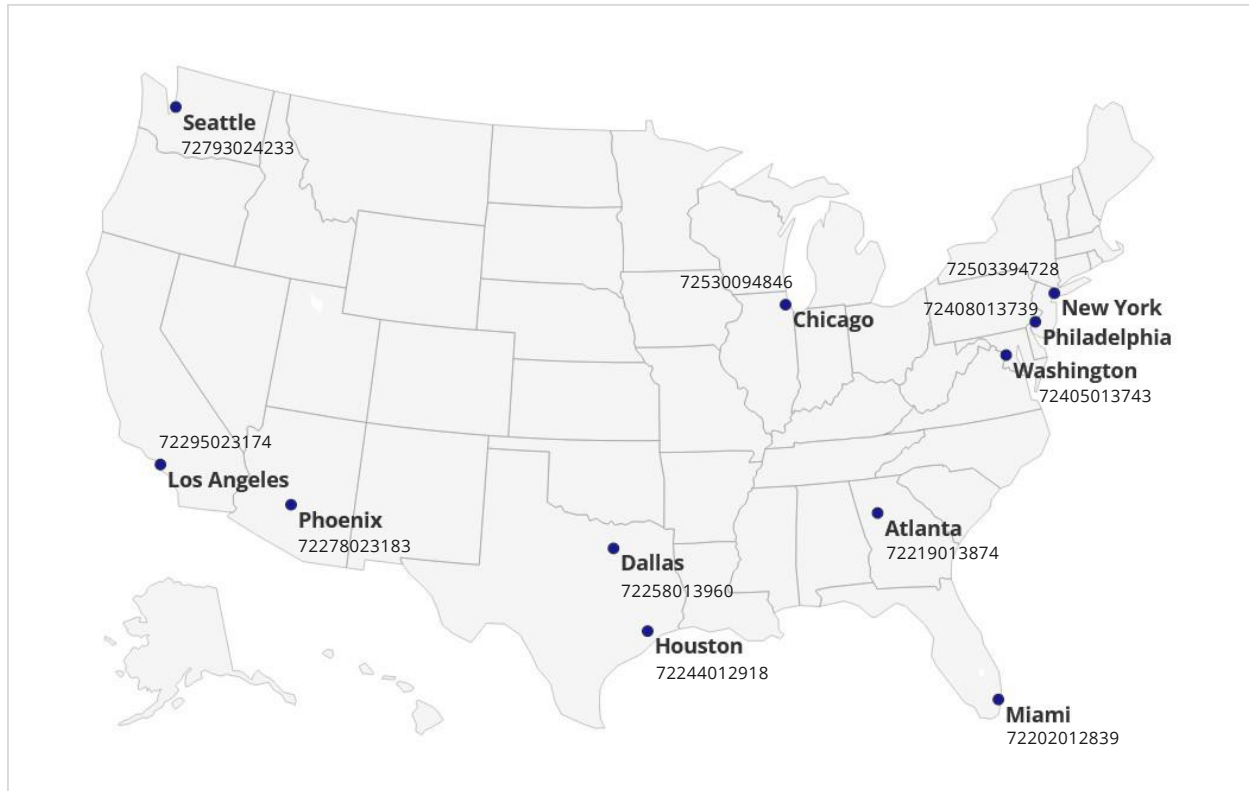 Seattle
72793024233
72530094846
Chicago
72503394728
New York
72408013739
Philadelphia
Washington
72405013743
72295023174
Los Angeles
Phoenix
72278023183
Atlanta
72219013874
Dallas
72258013960
Houston
72244012918
Miami
72202012839